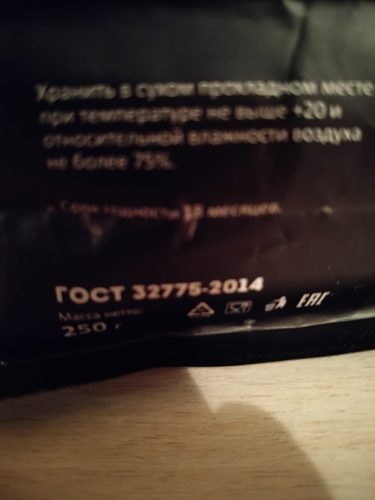 Хранить в сухом прохладном месте
при температуре не выше +20 и
относительной влажности воздуха
не более 75%.
Срок годности 18 месяцев.
ГОСТ 32775-2014
Масса нетто:
250 г
EAC